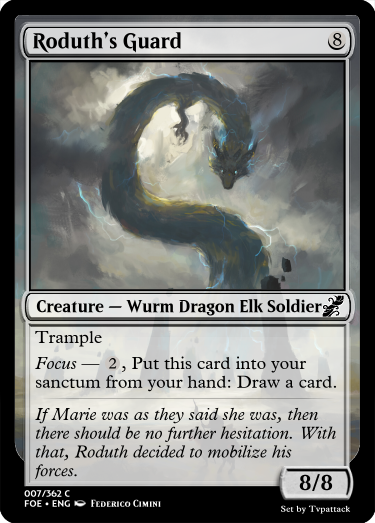 Roduth's Guard 8
Creature — Wurm Dragon Elk Soldier
Trample
Focus — 2, Put this card into your
sanctum from your hand: Draw a card.
If Marie was as they said she was, then
there should be no further hesitation. With
that, Roduth decided to mobilize his
forces.
8/8
007/362 C
FOE • ENG Federico Cimini
Set by Tvpattack